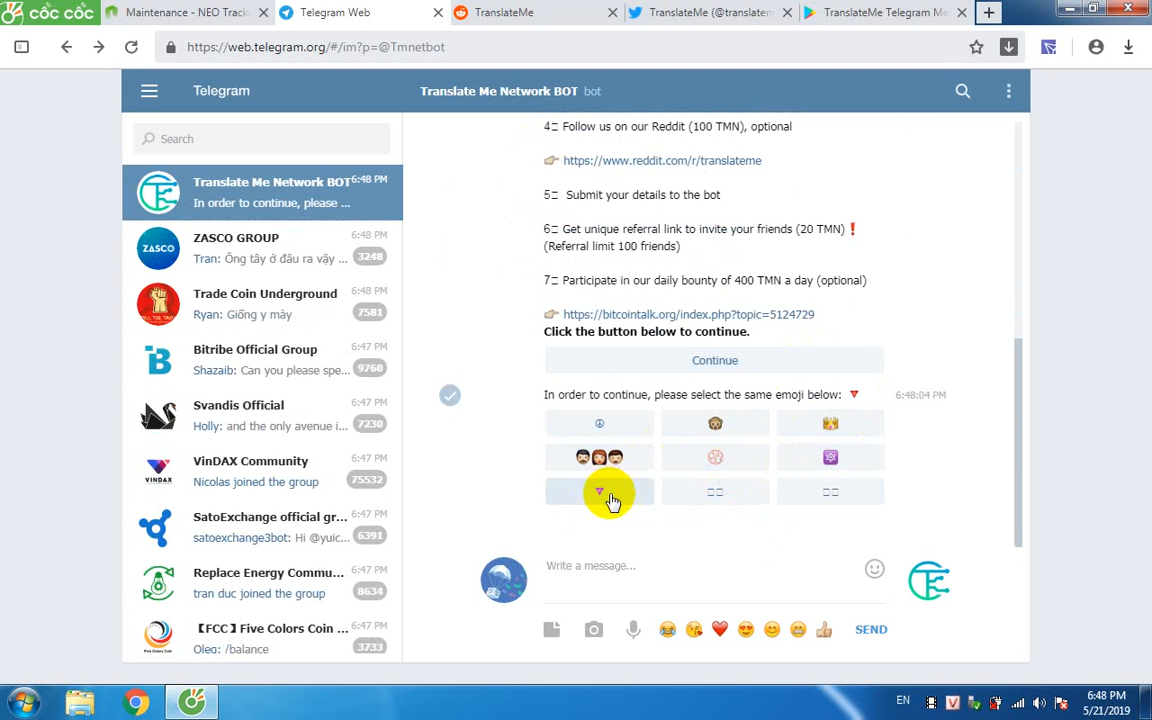 cốc cốc
Maintenance - NEO Track
Telegram Web
TranslateMe
TranslateMe (@translatem
TranslateMe Telegram Me
https://web.telegram.org/#/im?p=@Tmnetbot
Telegram
Translate Me Network BOT bot
Search
Translate Me Network BOT 6:48 PM
In order to continue, please ...
ZASCO GROUP 6:48 PM
ZASCO
Tran: Ông tây ở đâu ra vậy ... 3248
Trade Coin Underground 6:48 PM
Ryan: Giống y mày 7581
Bitribe Official Group 6:47 PM
Shazaib: Can you please spe... 9760
Svandis Official 6:47 PM
Holly: and the only avenue i... 7230
VinDAX Community 6:47 PM
VINDAX
Nicolas joined the group 75532
SatoExchange official gr... 6:47 PM
satoexchange3bot: Hi @yuic... 6391
Replace Energy Commu... 6:47 PM
tran duc joined the group 8634
【FCC】Five Colors Coin ... 6:47 PM
Oleg: /balance 3733
4 Follow us on our Reddit (100 TMN), optional
👉 https://www.reddit.com/r/translateme
5 Submit your details to the bot
6 Get unique referral link to invite your friends (20 TMN)❗
(Referral limit 100 friends)
7 Participate in our daily bounty of 400 TMN a day (optional)
👉 https://bitcointalk.org/index.php?topic=5124729
Click the button below to continue.
Continue
In order to continue, please select the same emoji below: 🔻 6:48:04 PM
Write a message...
SEND
EN
6:48 PM
5/21/2019